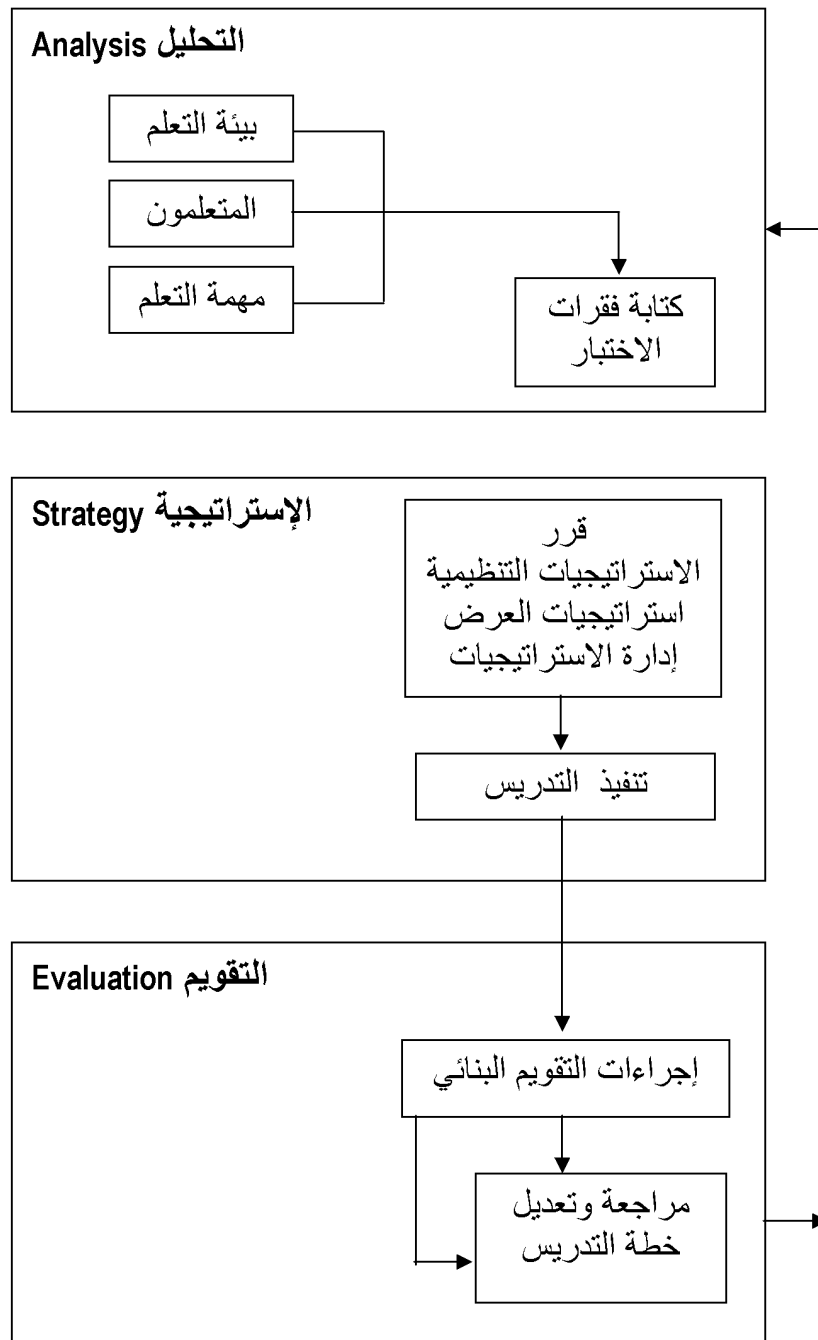 التحليل Analysis
بيئة التعلم
المتعلمون
مهمة التعلم
كتابة فقرات
الاختبار
الإستراتيجية Strategy
قرر
الاستراتيجيات التنظيمية
استراتيجيات العرض
إدارة الاستراتيجيات
تنفيذ التدريس
التقويم Evaluation
إجراءات التقويم البنائي
مراجعة وتعديل
خطة التدريس